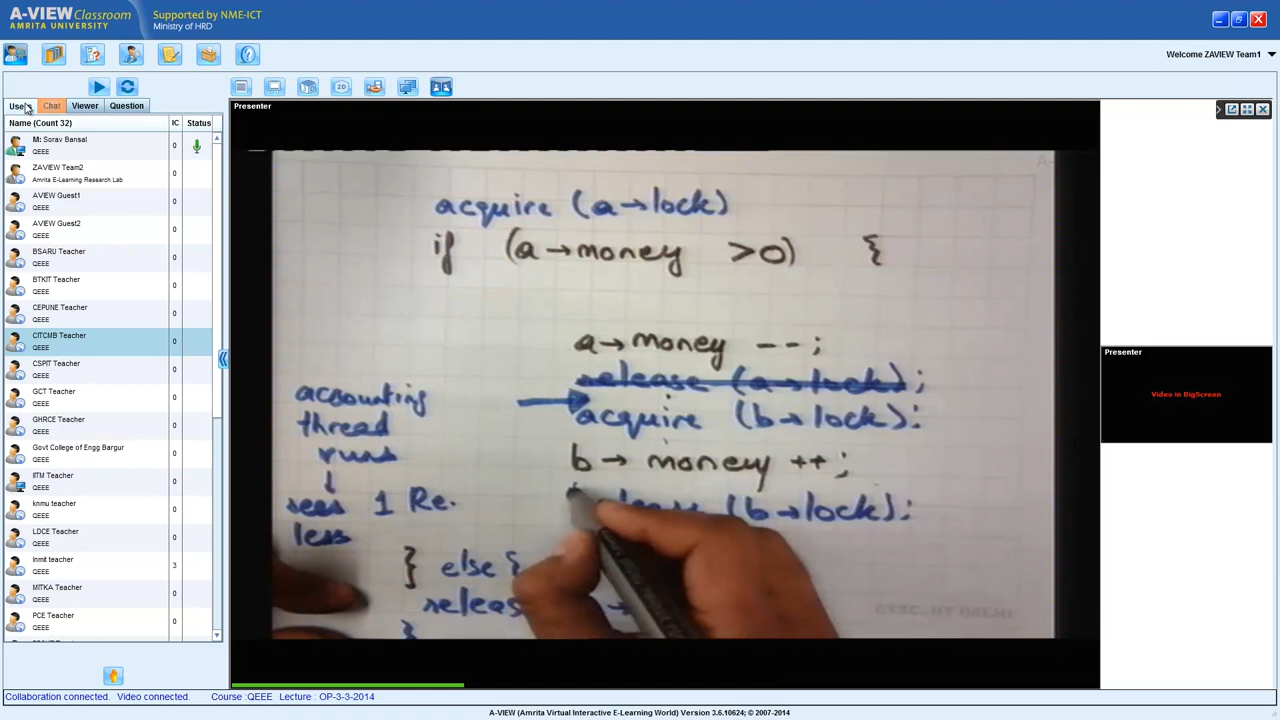 A-VIEW Classroom
AMRITA UNIVERSITY
Supported by NME-ICT
Ministry of HRD
Welcome ZAVIEW Team1
Chat Viewer Question
Name (Count 32) IC Status
M: Sorav Bansal
QEEE 0
ZAVIEW Team2
Amrita E-Learning Research Lab 0
AVIEW Guest1
QEEE 0
AVIEW Guest2
QEEE 0
BSARU Teacher
QEEE 0
BTKIT Teacher
QEEE 0
CEPUNE Teacher
QEEE 0
CITCMB Teacher
QEEE 0
CSPIT Teacher
QEEE 0
GCT Teacher
QEEE 0
GHRCE Teacher
QEEE 0
Govt College of Engg Bargur
QEEE 0
IITM Teacher
QEEE 0
knmu teacher
QEEE 0
LDCE Teacher
QEEE 0
lnmit teacher
QEEE 3
MITKA Teacher
QEEE 0
PCE Teacher
QEEE 0
Presenter
acquire (a→lock)
if (a→money >0) {
a→money --;
release (a→lock);
acquire (b→lock);
b→ money ++;
(b→lock);
} else {
}
accounting
thread
runs
↓
sees 1 Re.
less
Presenter
Video in BigScreen
Collaboration connected. Video connected. Course :QEEE Lecture : OP-3-3-2014
A-VIEW (Amrita Virtual Interactive E-Learning World) Version 3.6.10624; © 2007-2014